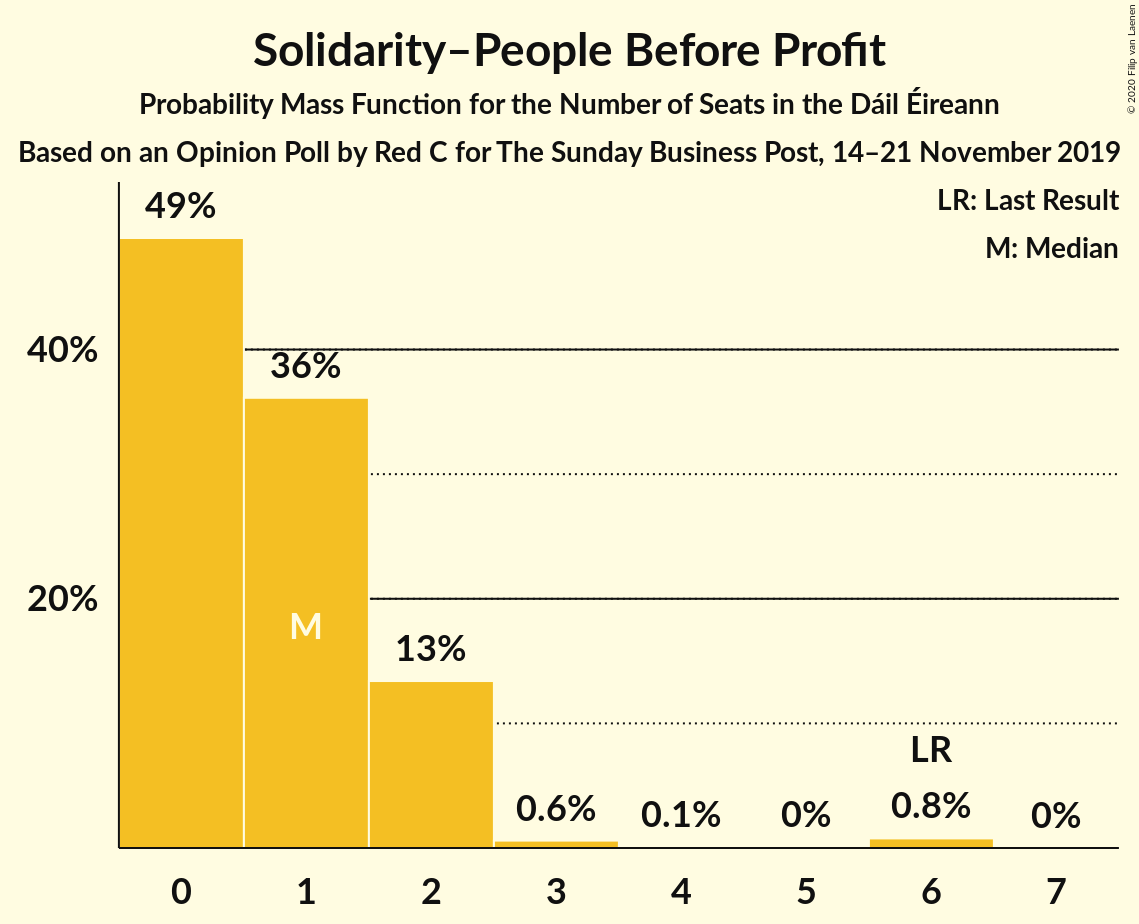 Solidarity–People Before Profit
Probability Mass Function for the Number of Seats in the Dáil Éireann
Based on an Opinion Poll by Red C for The Sunday Business Post, 14–21 November 2019
© 2020 Filip van Laenen
LR: Last Result
M: Median
49%
40%
36%
20%
M
13%
LR
0.6%
0.1%
0%
0.8%
0%
0 1 2 3 4 5 6 7